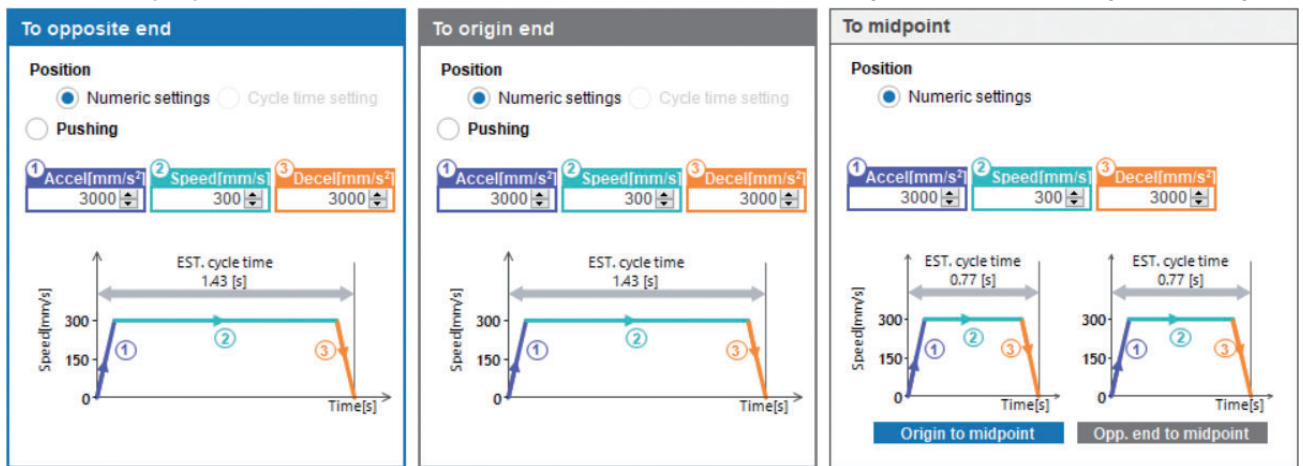 To opposite end
Position
Numeric settings Cycle time setting
Pushing
1 Accel[mm/s²] 2 Speed[mm/s] 3 Decel[mm/s²]
3000 300 3000
EST. cycle time
1.43 [s]
Speed[mm/s]
300
150
0
1 2 3
Time[s]
To origin end
Position
Numeric settings Cycle time setting
Pushing
1 Accel[mm/s²] 2 Speed[mm/s] 3 Decel[mm/s²]
3000 300 3000
EST. cycle time
1.43 [s]
Speed[mm/s]
300
150
0
1 2 3
Time[s]
To midpoint
Position
Numeric settings
1 Accel[mm/s²] 2 Speed[mm/s] 3 Decel[mm/s²]
3000 300 3000
EST. cycle time
0.77 [s]
Speed[mm/s]
300
150
0
1 2 3
Time[s]
Origin to midpoint
EST. cycle time
0.77 [s]
300
150
0
1 2 3
Time[s]
Opp. end to midpoint